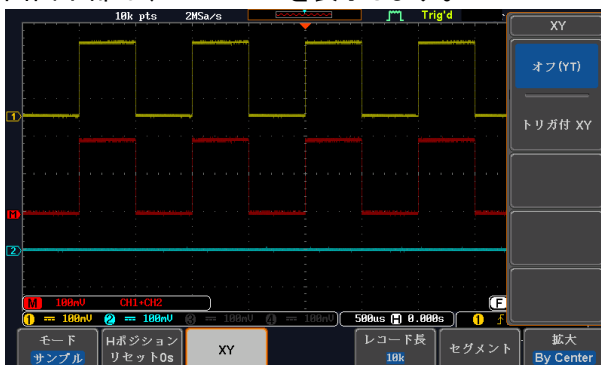 10k pts 2MSa/s Trig'd
XY
オフ(YT)
トリガ付 XY
1
M
2
M 100mV CH1+CH2
F
1 100mV 2 100mV 3 100mV 4 100mV 500us H 0.000s 1
モード
サンプル
Hポジション
リセット0s
XY
レコード長
10k
セグメント
拡大
By Center